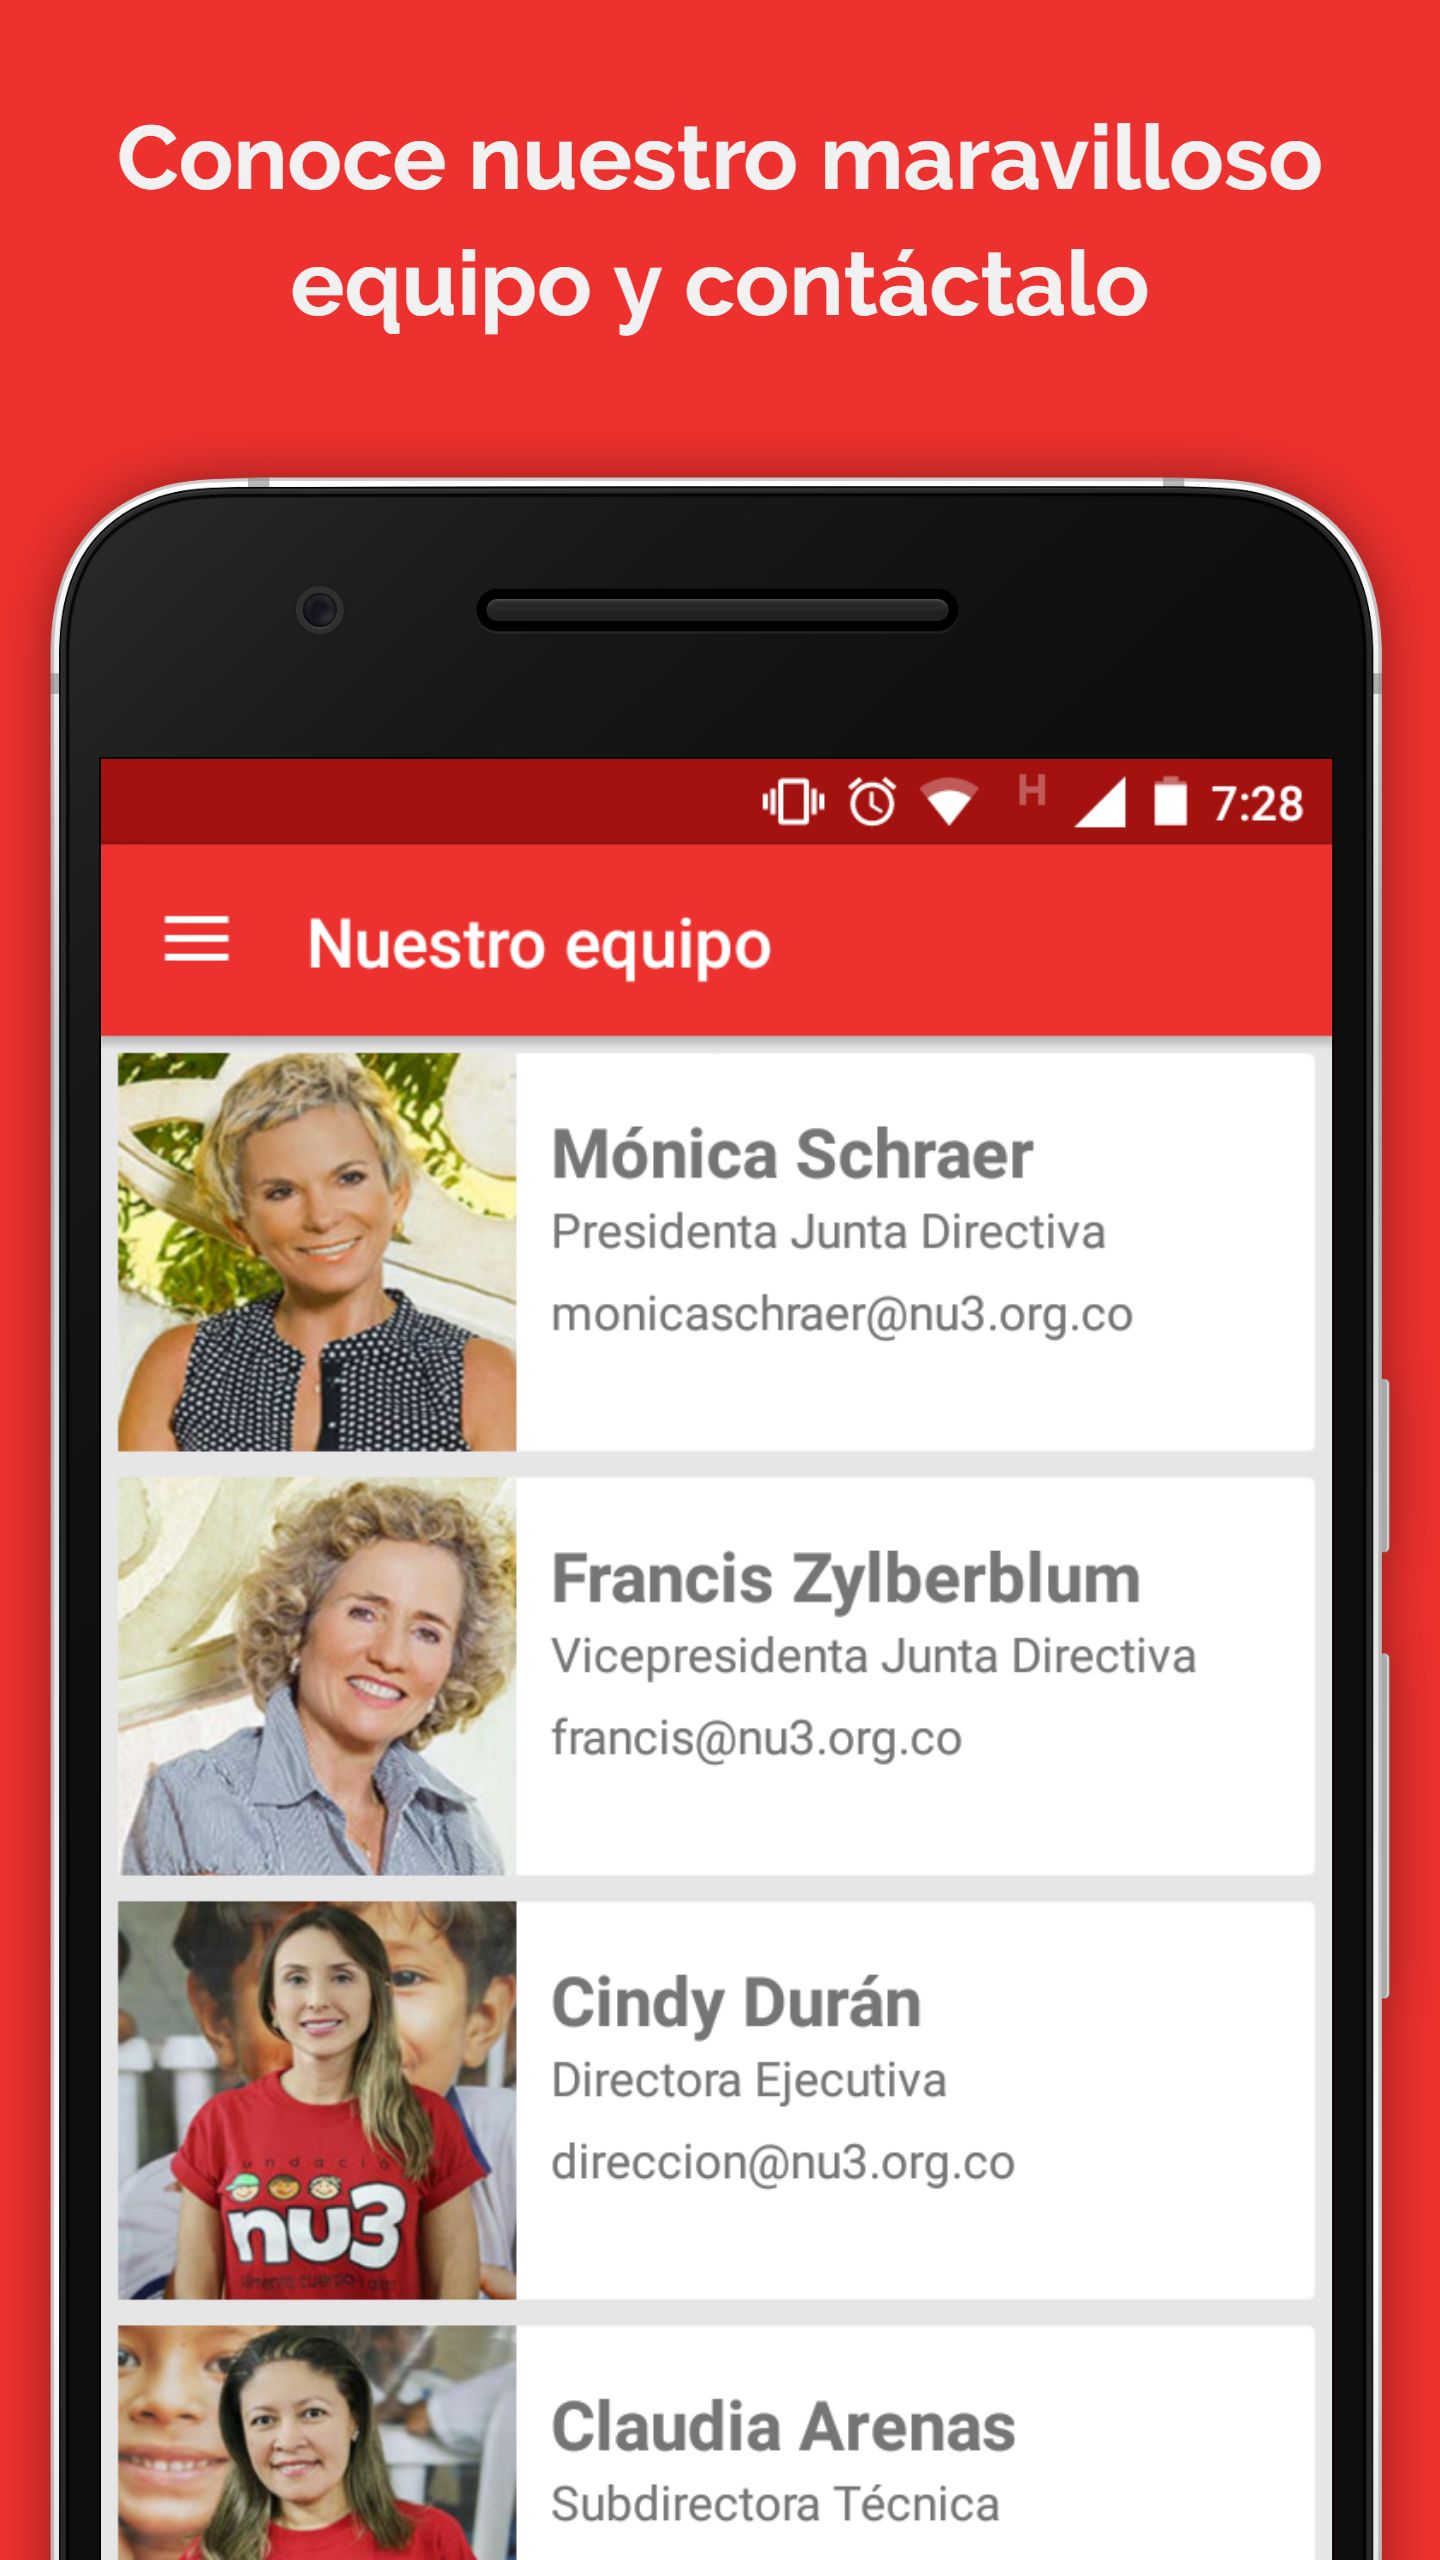 Conoce nuestro maravilloso
equipo y contáctalo
H 7:28
Nuestro equipo
Mónica Schraer
Presidenta Junta Directiva
monicaschraer@nu3.org.co
Francis Zylberblum
Vicepresidenta Junta Directiva
francis@nu3.org.co
Cindy Durán
Directora Ejecutiva
direccion@nu3.org.co
nu3
Claudia Arenas
Subdirectora Técnica